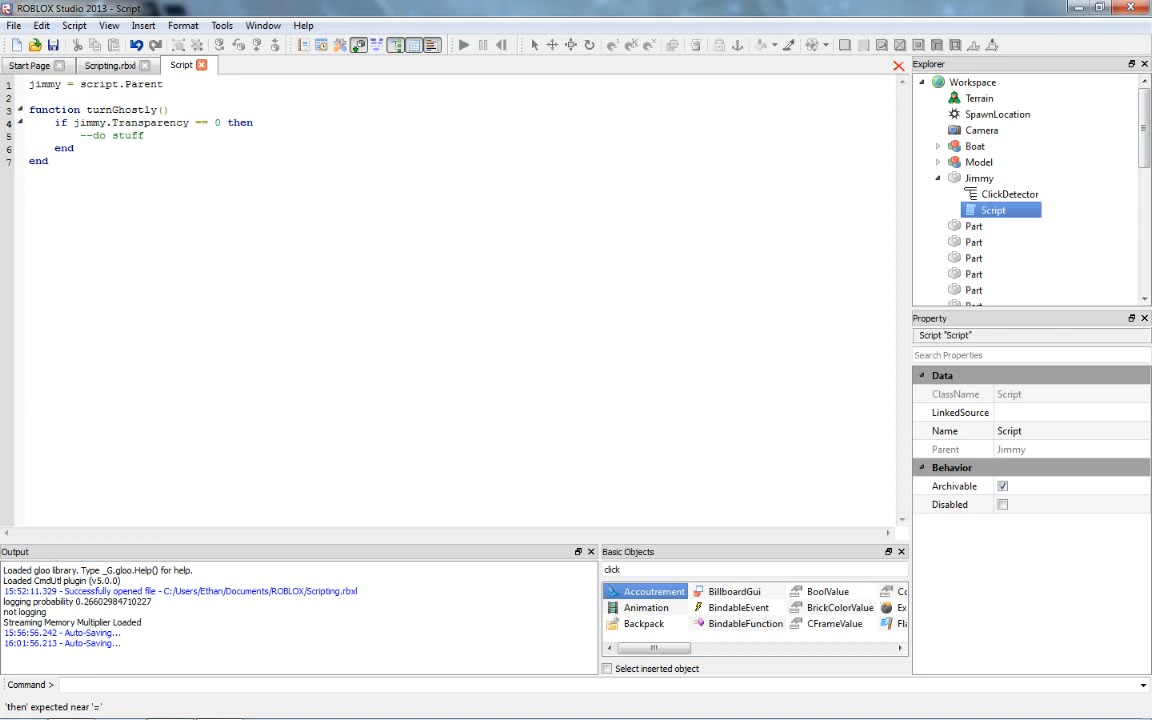 ROBLOX Studio 2013 - Script
File Edit Script View Insert Format Tools Window Help
Start Page Scripting.rbxl Script
1 jimmy = script.Parent
2
3 function turnGhostly()
4 if jimmy.Transparency == 0 then
5 --do stuff
6 end
7 end
Explorer
Workspace
Terrain
SpawnLocation
Camera
Boat
Model
Jimmy
ClickDetector
Script
Part
Part
Part
Part
Part
Property
Script "Script"
Search Properties
Data
ClassName Script
LinkedSource
Name Script
Parent Jimmy
Behavior
Archivable
Disabled
Output
Loaded gloo library. Type _G.gloo.Help() for help.
Loaded CmdUtl plugin (v5.0.0)
15:52:11.329 - Successfully opened file - C:/Users/Ethan/Documents/ROBLOX/Scripting.rbxl
logging probability 0.26602984710227
not logging
Streaming Memory Multiplier Loaded
15:56:56.242 - Auto-Saving...
16:01:56.213 - Auto-Saving...
Basic Objects
click
Accoutrement BillboardGui BoolValue
Animation BindableEvent BrickColorValue Ex
Backpack BindableFunction CFrameValue
Select inserted object
Command >
'then' expected near '='